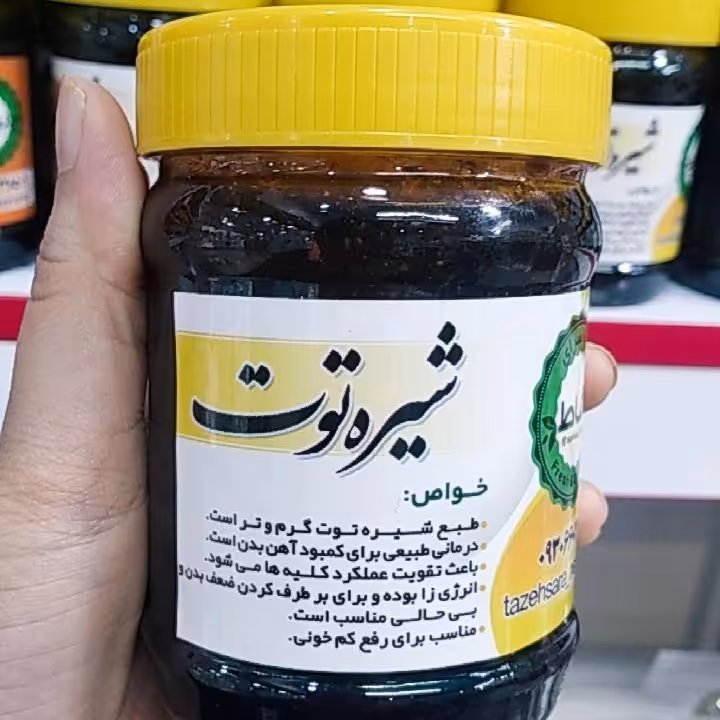 شیره توت
خواص:
طبع شیره توت گرم و تر است.
درمانی طبیعی برای کمبود آهن بدن است.
باعث تقویت عملکرد کلیه ها می شود.
انرژی زا بوده و برای بر طرف کردن ضعف بدن و
بی حالی مناسب است.
مناسب برای رفع کم خونی.
tazehsara
شیره